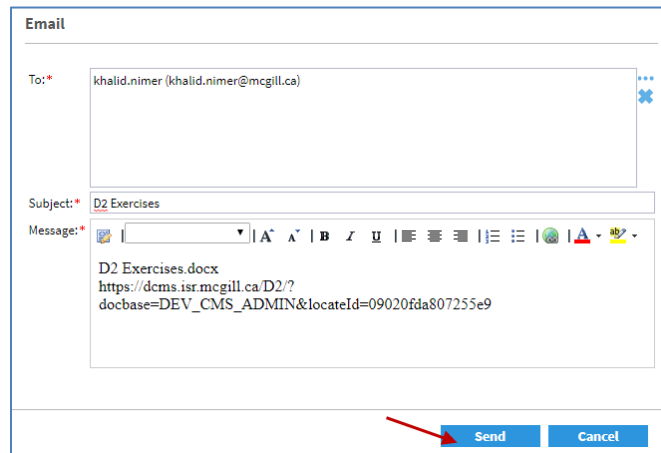 Email
To:*
khalid.nimer (khalid.nimer@mcgill.ca)
Subject:*
D2 Exercises
Message:*
A A B I U A ab
D2 Exercises.docx
https://dcms.isr.mcgill.ca/D2/?
docbase=DEV_CMS_ADMIN&locateId=09020fda807255e9
Send
Cancel